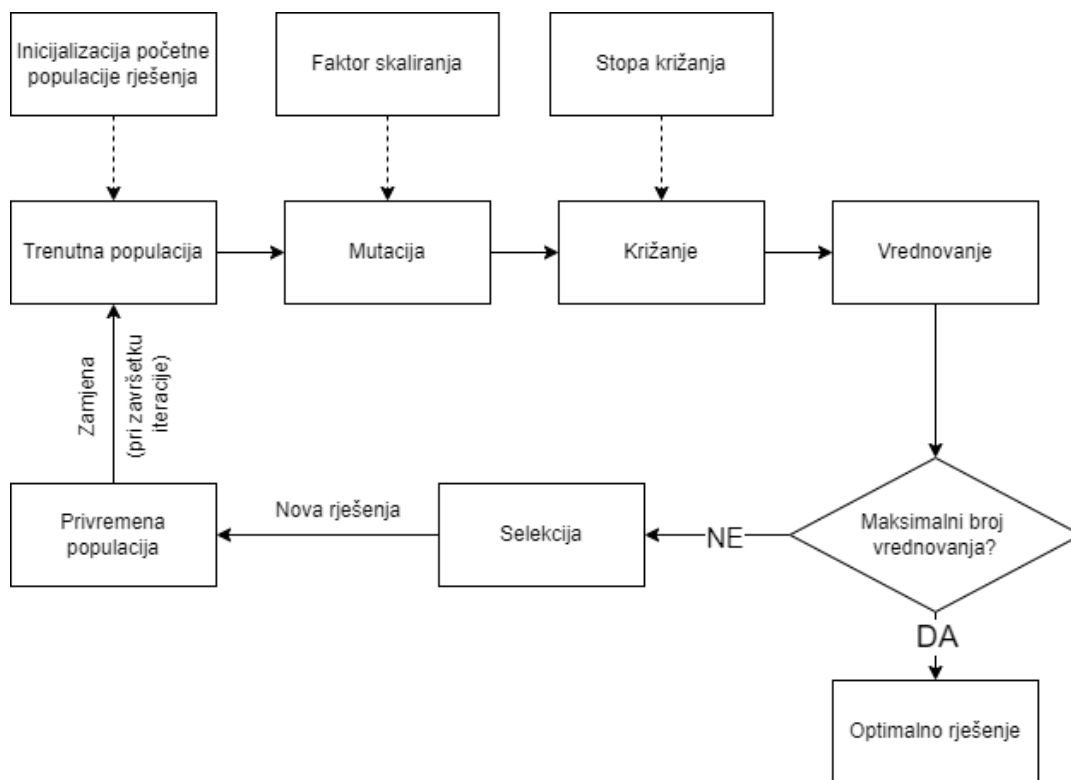 Inicijalizacija početne
populacije rješenja
Faktor skaliranja
Stopa križanja
Trenutna populacija
Mutacija
Križanje
Vrednovanje
Zamjena
(pri završetku
iteracije)
Privremena
populacija
Nova rješenja
Selekcija
NE
Maksimalni broj
vrednovanja?
DA
Optimalno rješenje